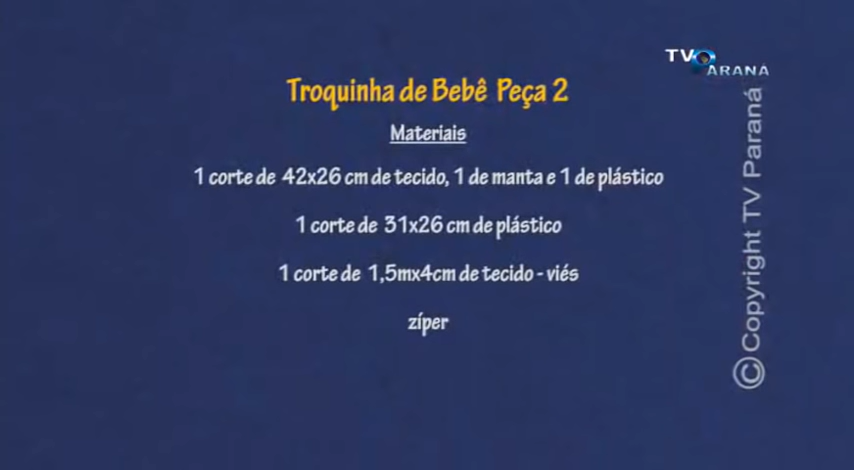 TV PARANÁ
Troquinha de Bebê Peça 2
Materiais
1 corte de 42x26 cm de tecido, 1 de manta e 1 de plástico
1 corte de 31x26 cm de plástico
1 corte de 1,5mx4cm de tecido - viés
zíper
©Copyright TV Paraná